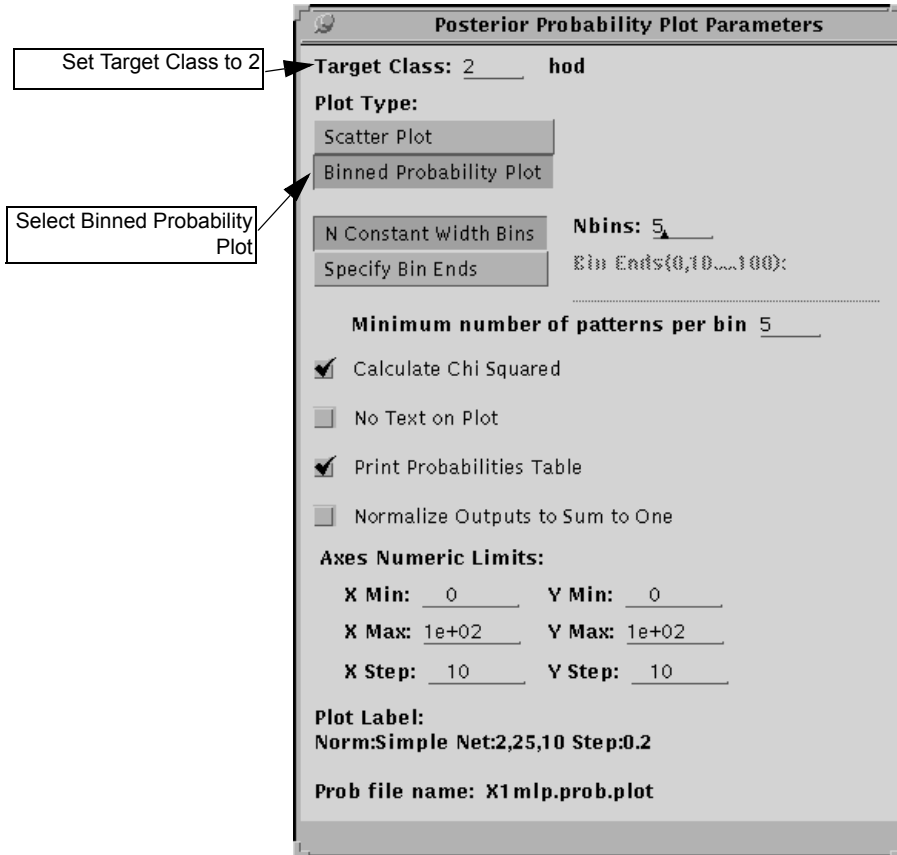 Posterior Probability Plot Parameters
Set Target Class to 2
Target Class: 2 hod
Plot Type:
Scatter Plot
Binned Probability Plot
Select Binned Probability
Plot
N Constant Width Bins Nbins: 5
Specify Bin Ends Bin Ends(0,10...100):
Minimum number of patterns per bin 5
Calculate Chi Squared
No Text on Plot
Print Probabilities Table
Normalize Outputs to Sum to One
Axes Numeric Limits:
X Min: 0 Y Min: 0
X Max: 1e+02 Y Max: 1e+02
X Step: 10 Y Step: 10
Plot Label:
Norm:Simple Net:2,25,10 Step:0.2
Prob file name: X1mlp.prob.plot